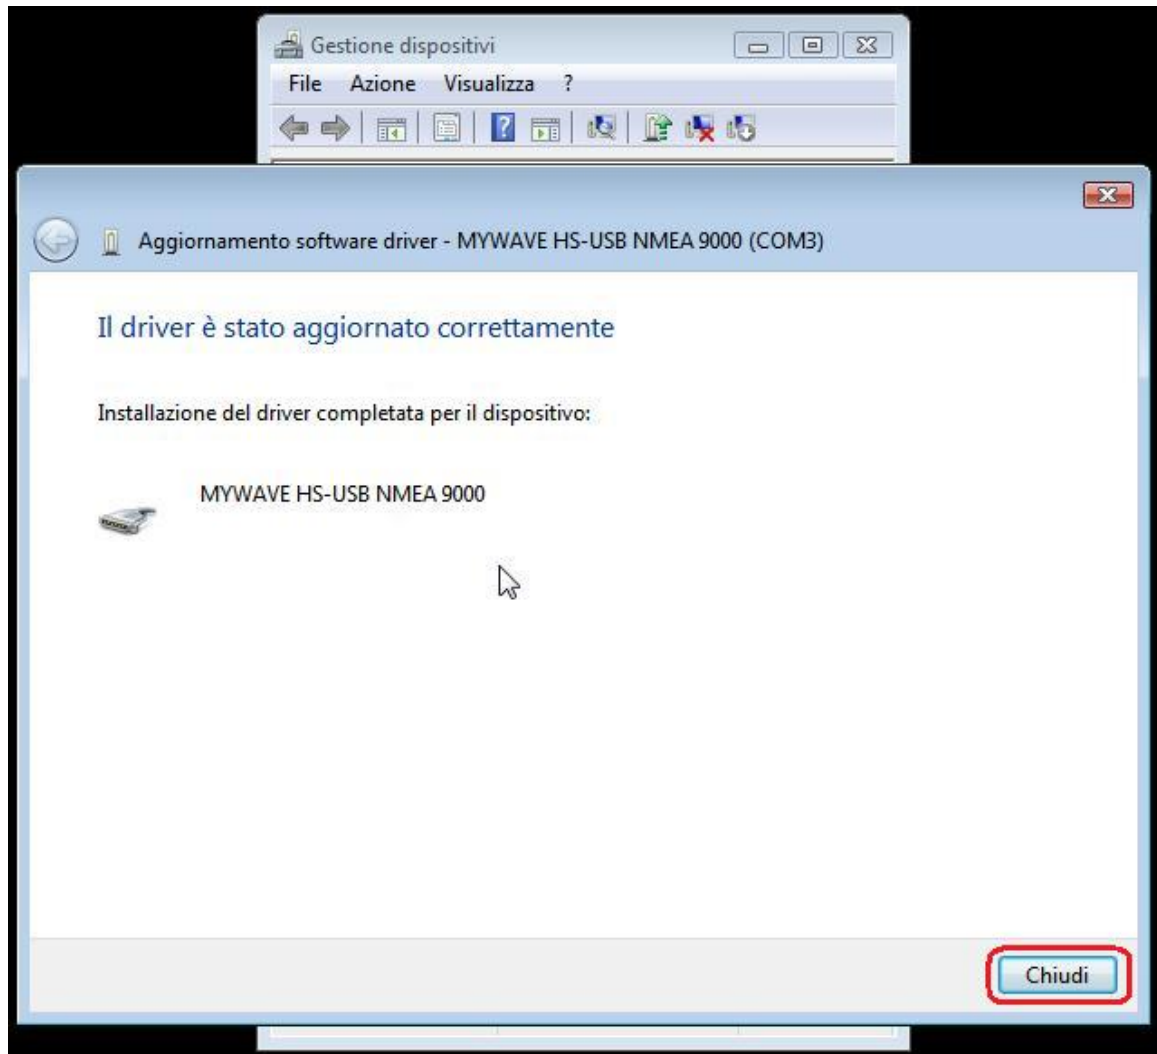 Gestione dispositivi
File Azione Visualizza ?
Aggiornamento software driver - MYWAVE HS-USB NMEA 9000 (COM3)
Il driver è stato aggiornato correttamente
Installazione del driver completata per il dispositivo:
MYWAVE HS-USB NMEA 9000
Chiudi